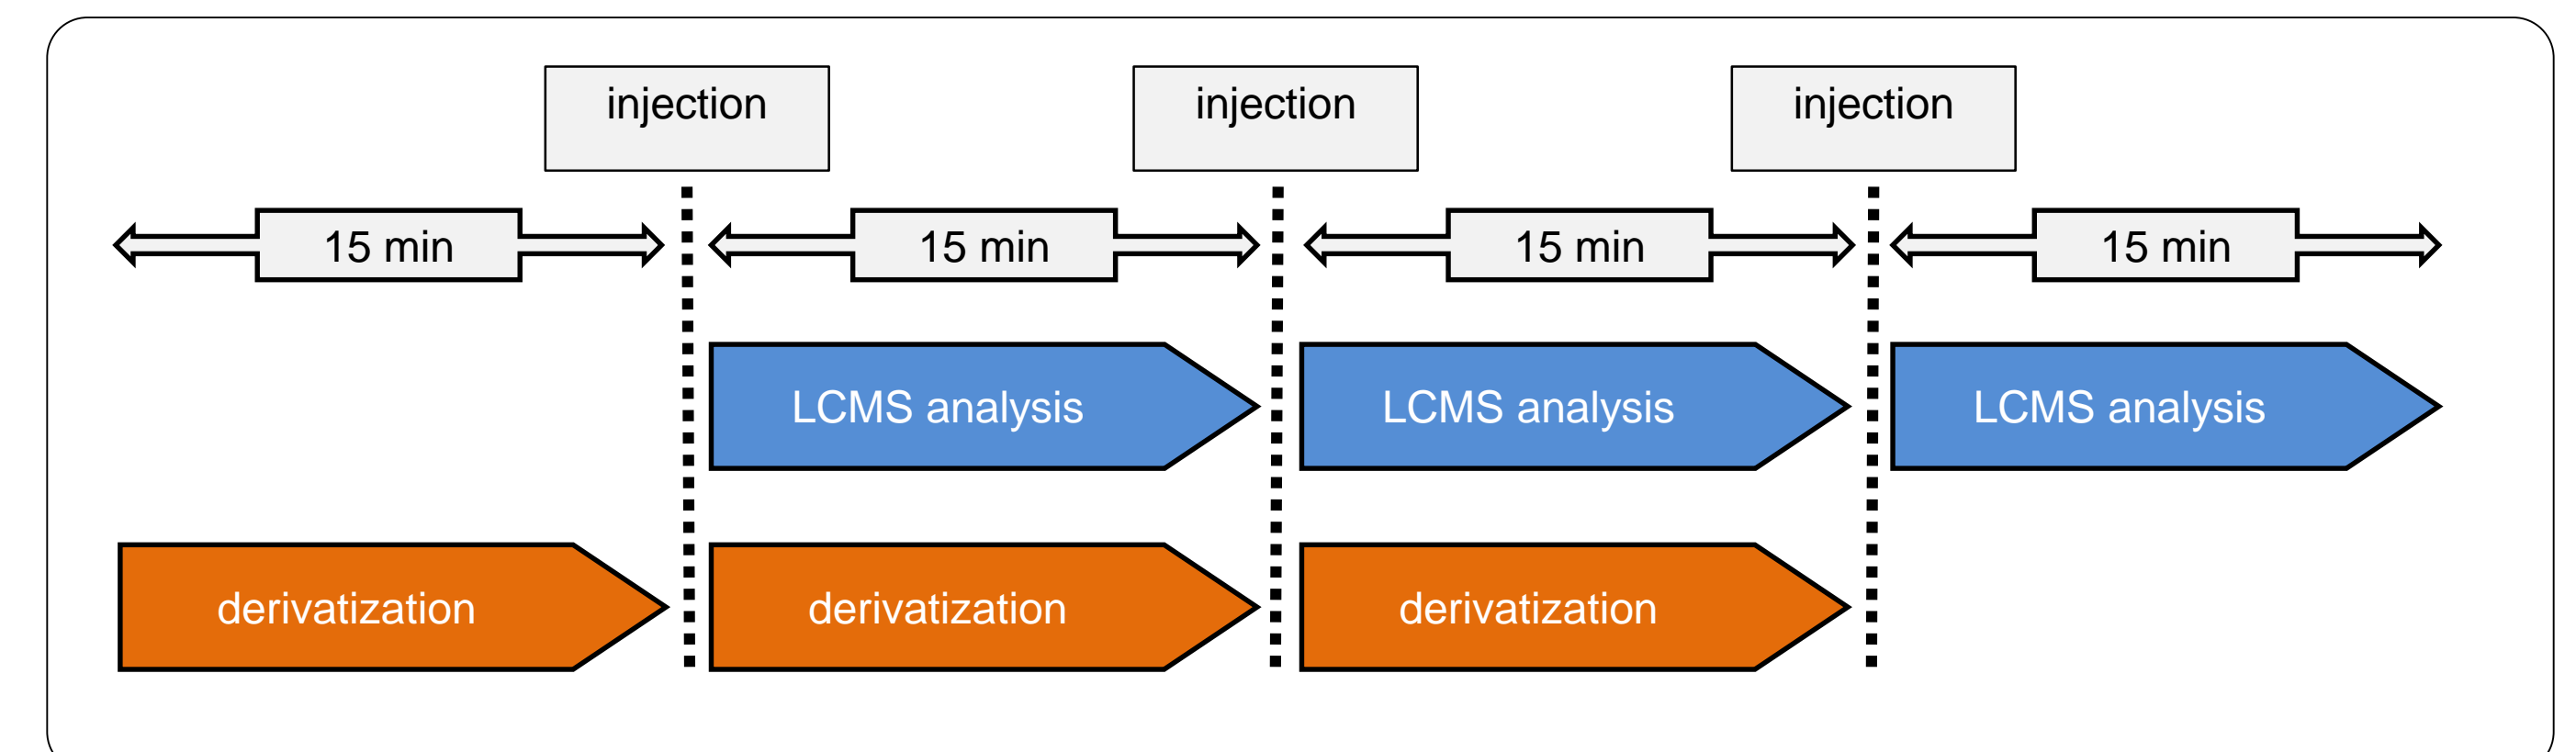 injection
injection
injection
15 min
15 min
15 min
15 min
LCMS analysis
LCMS analysis
LCMS analysis
derivatization
derivatization
derivatization